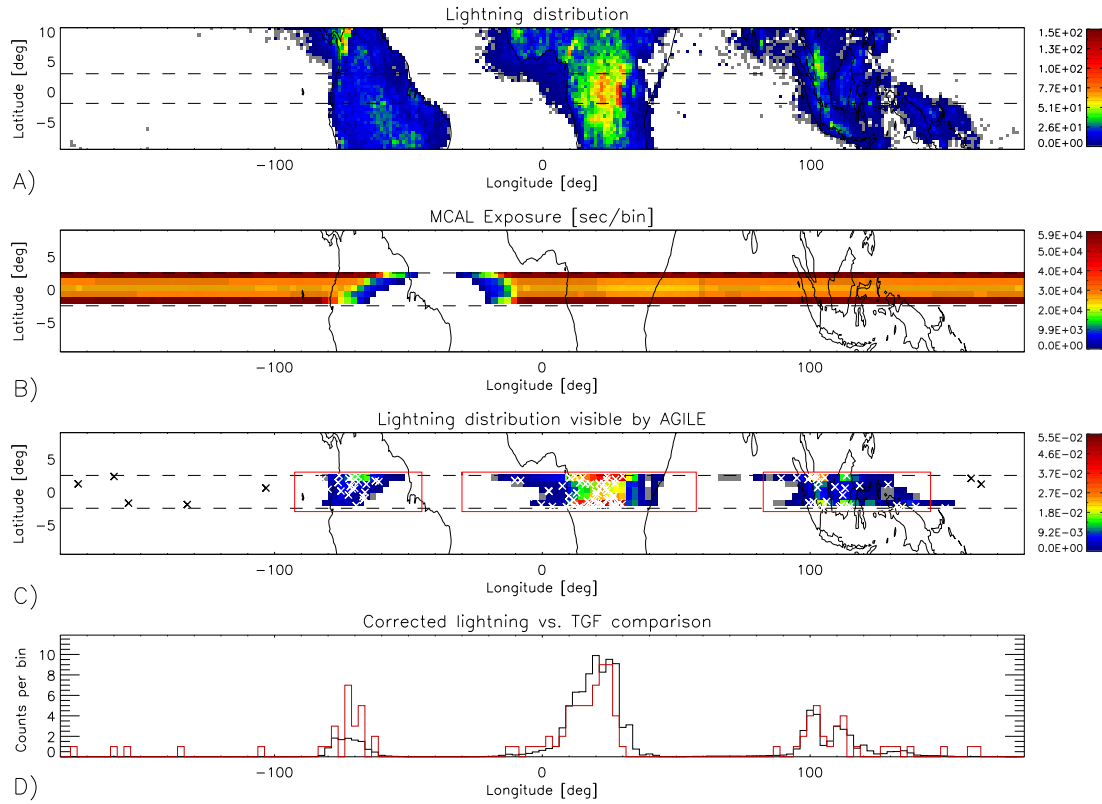 Lightning distribution
10
5
0
−5
Latitude [deg]
−100
0
100
Longitude [deg]
1.5E+02
1.3E+02
1.0E+02
7.7E+01
5.1E+01
2.6E+01
0.0E+00
A)
MCAL Exposure [sec/bin]
5
0
−5
Latitude [deg]
−100
0
100
Longitude [deg]
5.9E+04
4.9E+04
4.0E+04
3.0E+04
2.0E+04
9.9E+03
0.0E+00
B)
Lightning distribution visible by AGILE
5
0
−5
Latitude [deg]
−100
0
100
Longitude [deg]
5.5E−02
4.6E−02
3.7E−02
2.7E−02
1.8E−02
9.2E−03
0.0E+00
C)
Corrected lightning vs. TGF comparison
10
8
6
4
2
0
Counts per bin
−100
0
100
Longitude [deg]
D)